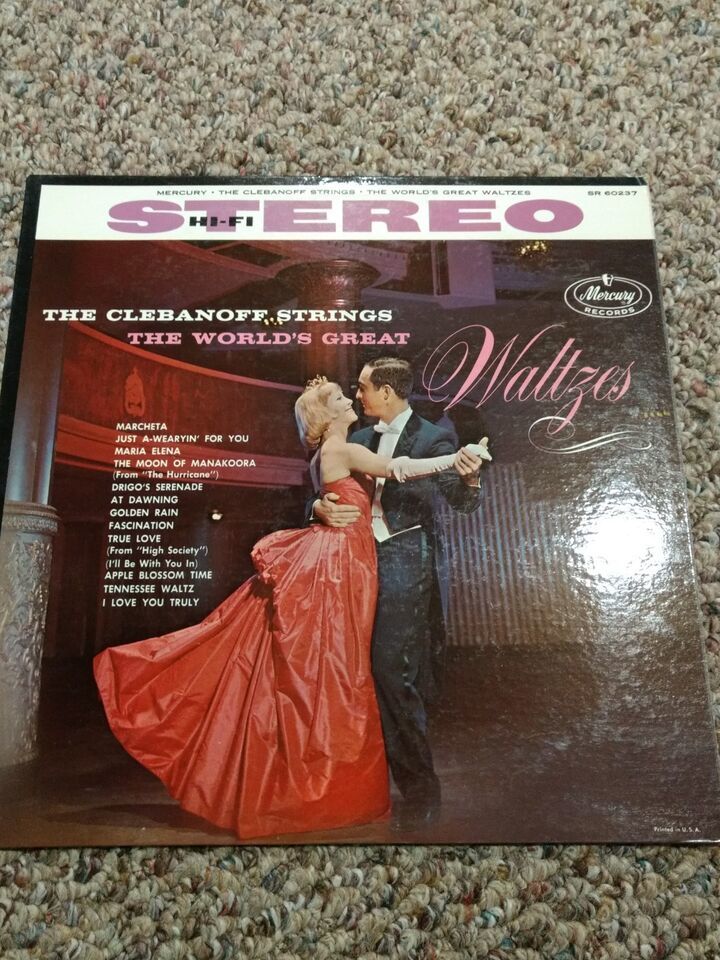 MERCURY • THE CLEBANOFF STRINGS • THE WORLD'S GREAT WALTZES SR 60237
STEREO
HI-FI
Mercury
RECORDS
THE CLEBANOFF STRINGS
THE WORLD'S GREAT
Waltzes
MARCHETA
JUST A-WEARYIN' FOR YOU
MARIA ELENA
THE MOON OF MANAKOORA
(From "The Hurricane")
DRIGO'S SERENADE
AT DAWNING
GOLDEN RAIN
FASCINATION
TRUE LOVE
(From "High Society")
(I'll Be With You In)
APPLE BLOSSOM TIME
TENNESSEE WALTZ
I LOVE YOU TRULY
Printed in U.S.A.